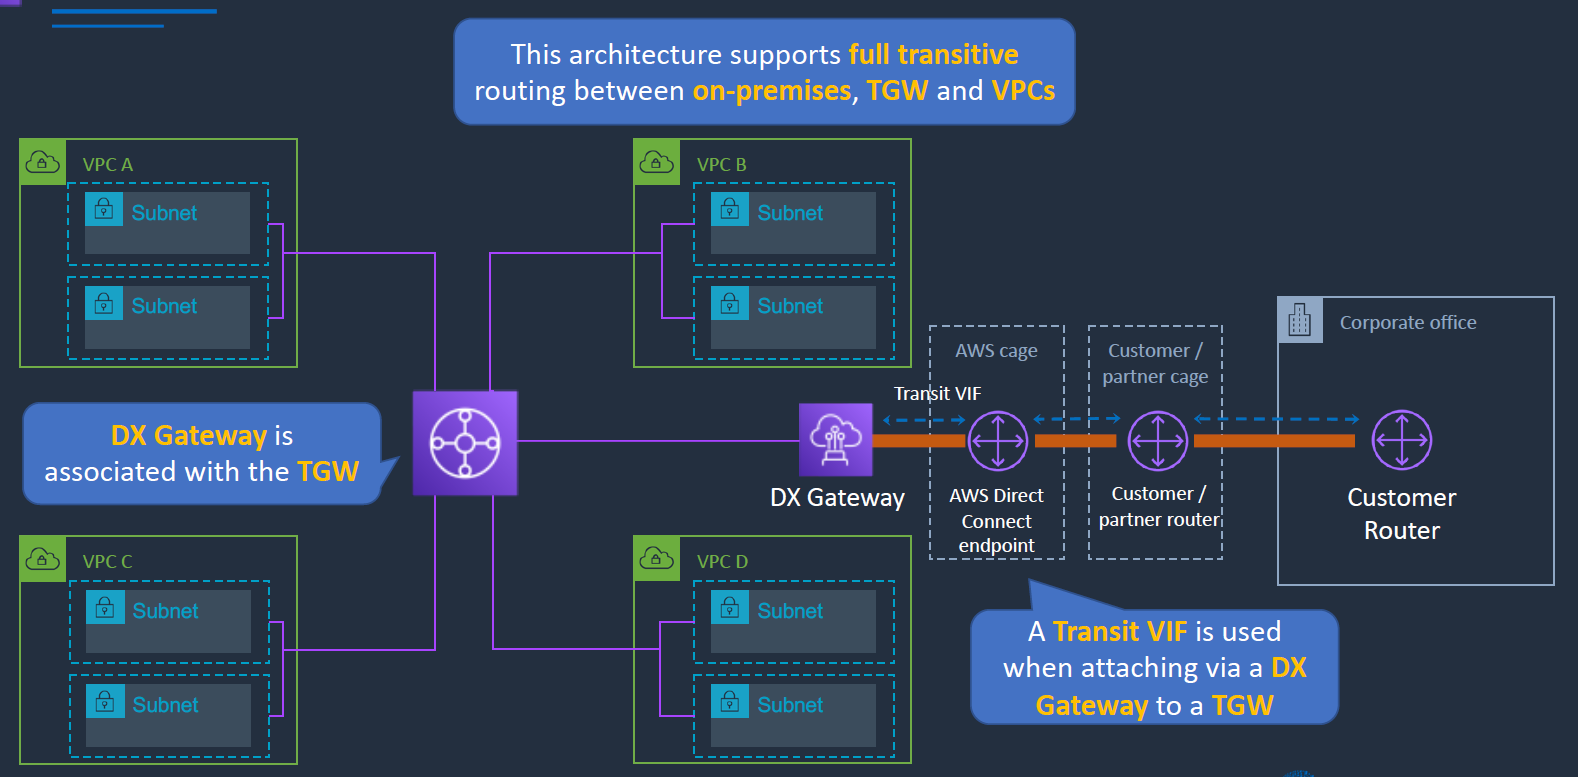 This architecture supports full transitive
routing between on-premises, TGW and VPCs
VPC A
Subnet
Subnet
VPC B
Subnet
Subnet
DX Gateway is
associated with the TGW
Transit VIF
DX Gateway
AWS cage
AWS Direct
Connect
endpoint
Customer /
partner cage
Customer /
partner router
Corporate office
Customer
Router
VPC C
Subnet
Subnet
VPC D
Subnet
Subnet
A Transit VIF is used
when attaching via a DX
Gateway to a TGW